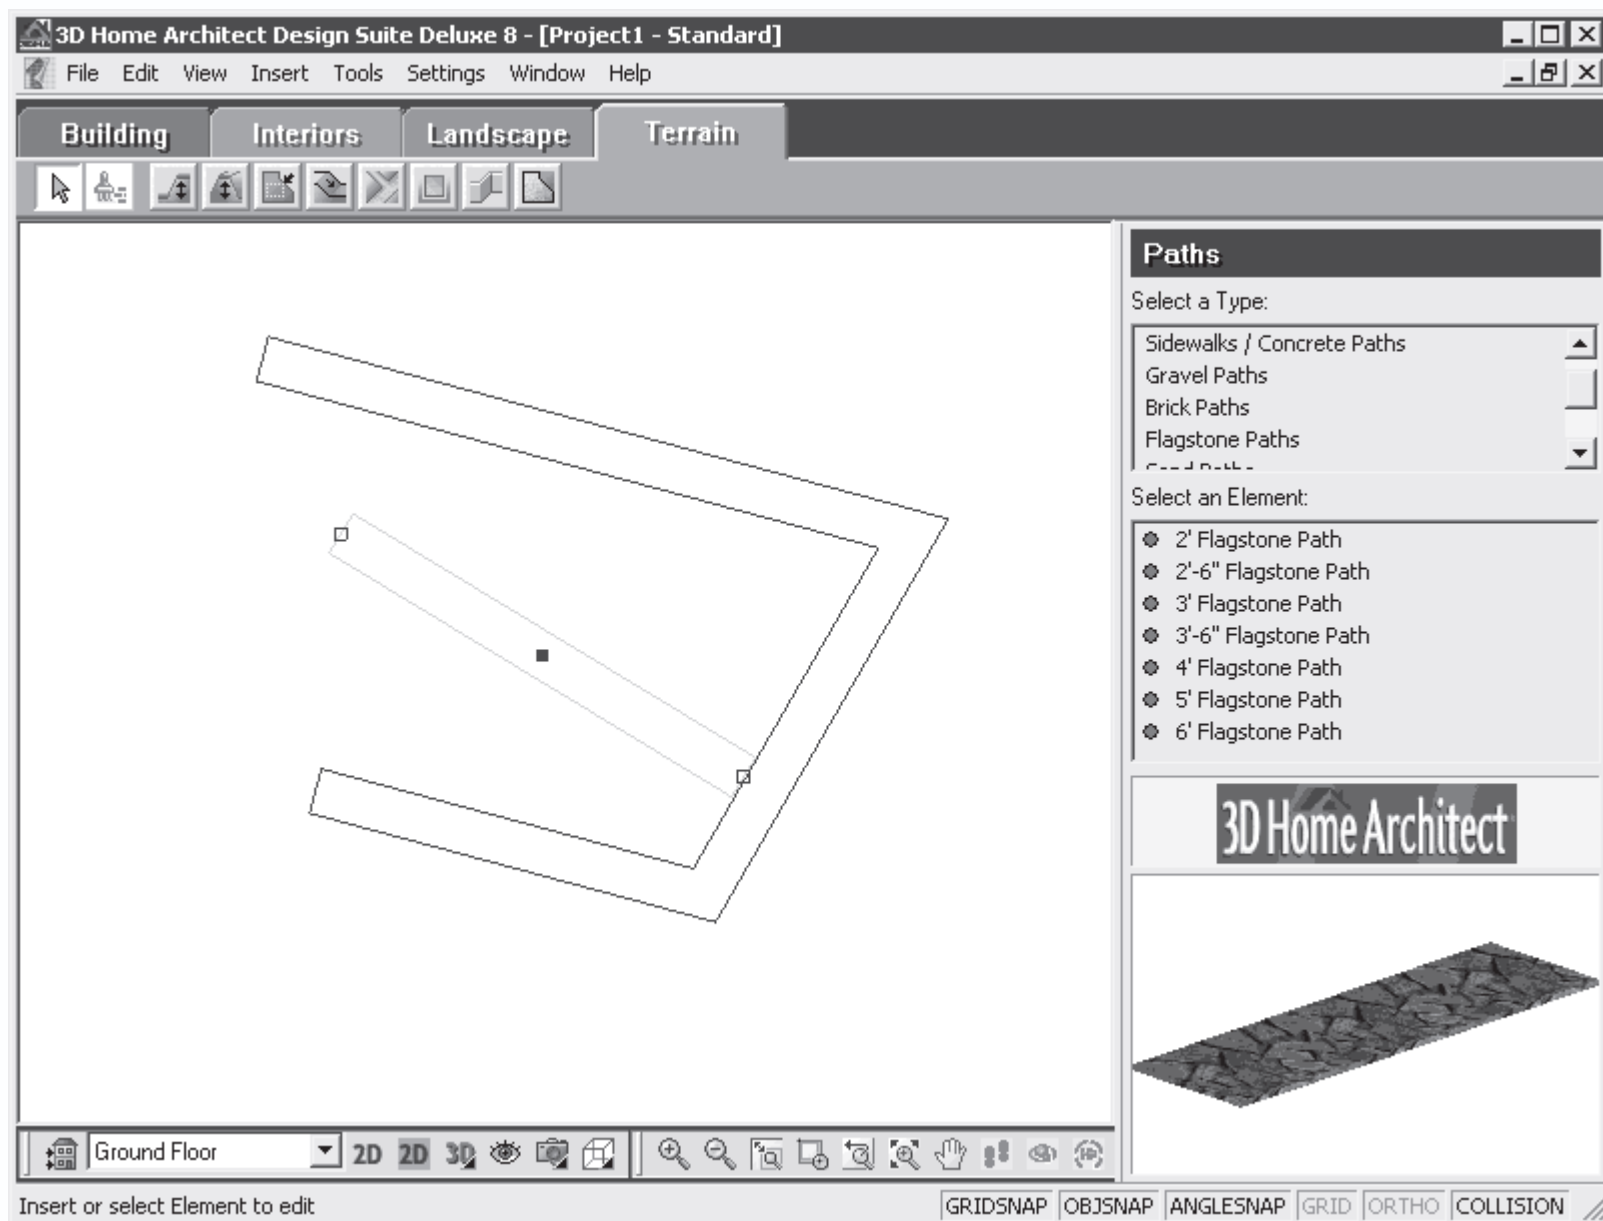 3D Home Architect Design Suite Deluxe 8 - [Project1 - Standard]
File Edit View Insert Tools Settings Window Help
Building Interiors Landscape Terrain
Paths
Select a Type:
Sidewalks / Concrete Paths
Gravel Paths
Brick Paths
Flagstone Paths
Select an Element:
2' Flagstone Path
2'-6" Flagstone Path
3' Flagstone Path
3'-6" Flagstone Path
4' Flagstone Path
5' Flagstone Path
6' Flagstone Path
3D Home Architect
Ground Floor 2D 2D 3D
Insert or select Element to edit GRIDSNAP OBJSNAP ANGLESNAP GRID ORTHO COLLISION